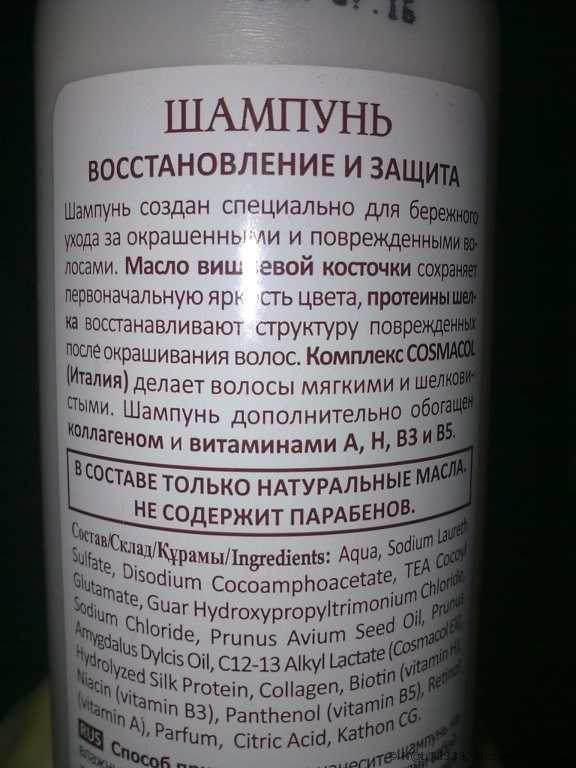 ШАМПУНЬ
ВОССТАНОВЛЕНИЕ И ЗАЩИТА
Шампунь создан специально для бережного
ухода за окрашенными и поврежденными во-
лосами. Масло вишневой косточки сохраняет
первоначальную яркость цвета, протеины шел-
ка восстанавливают структуру поврежденных
после окрашивания волос. Комплекс COSMACOL
(Италия) делает волосы мягкими и шелкови-
стыми. Шампунь дополнительно обогащен
коллагеном и витаминами А, Н, В3 и В5.
В СОСТАВЕ ТОЛЬКО НАТУРАЛЬНЫЕ МАСЛА.
НЕ СОДЕРЖИТ ПАРАБЕНОВ.
Состав/Склад/Құрамы/Ingredients: Aqua, Sodium Laureth
Sulfate, Disodium Cocoamphoacetate, TEA Cocoyl
Glutamate, Guar Hydroxypropyltrimonium Chloride,
Sodium Chloride, Prunus Avium Seed Oil, Prunus
Amygdalus Dylcis Oil, C12-13 Alkyl Lactate (Cosmacol Eli),
Hydrolyzed Silk Protein, Collagen, Biotin (vitamin H),
Niacin (vitamin B3), Panthenol (vitamin B5), Retinol
(vitamin A), Parfum, Citric Acid, Kathon CG.
RUS Способ нанесите шампунь на